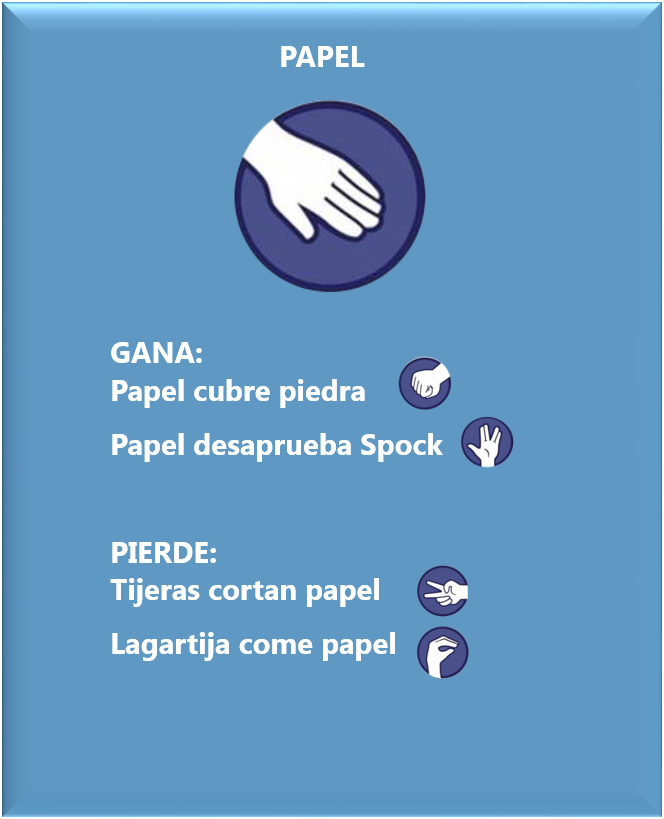 PAPEL
GANA:
Papel cubre piedra
Papel desaprueba Spock
PIERDE:
Tijeras cortan papel
Lagartija come papel